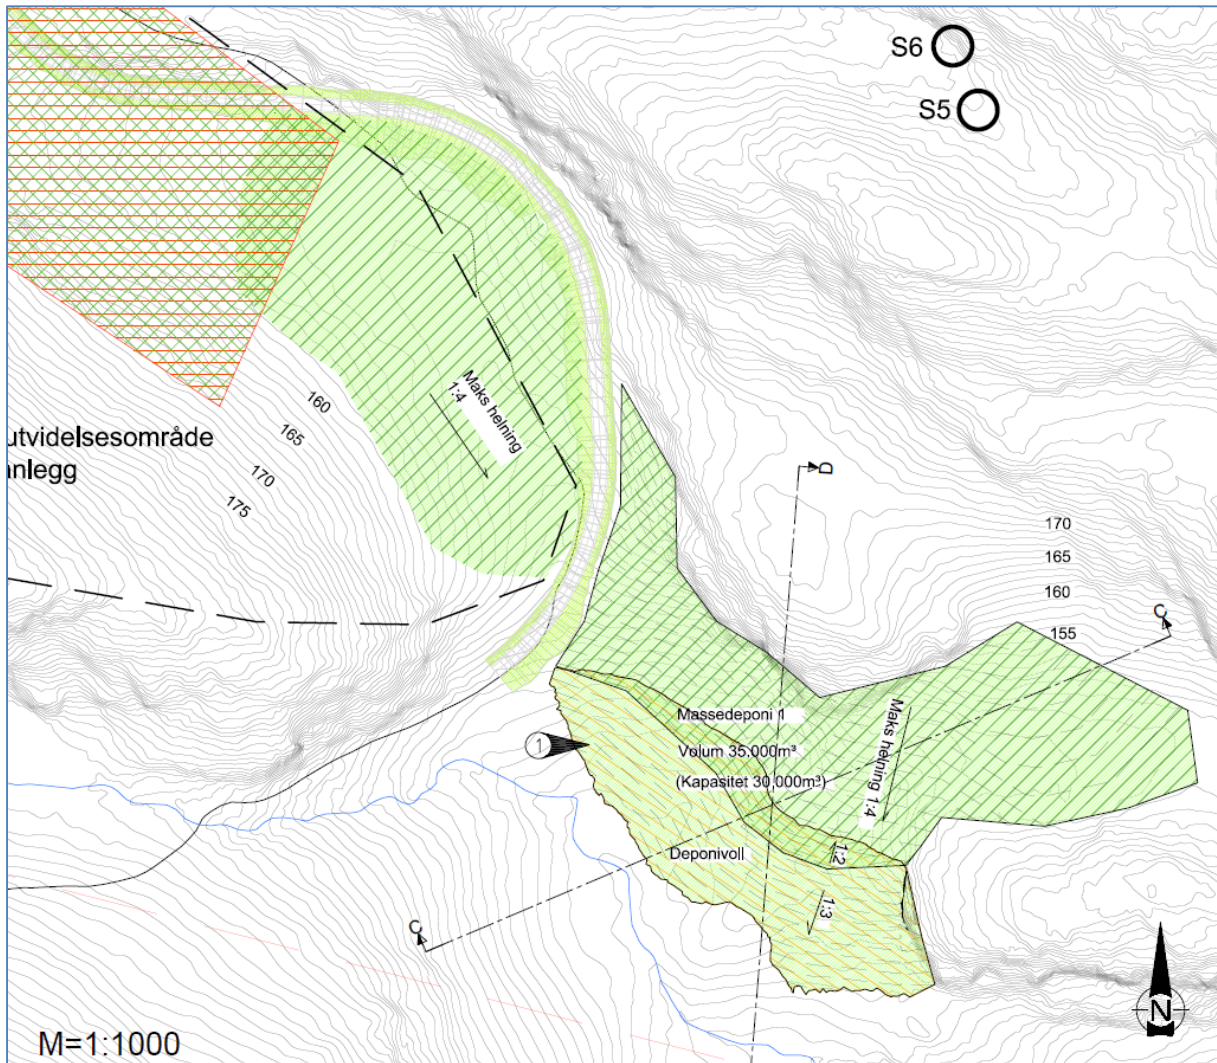 S6
S5
Maks helning
1:4
160
165
170
175
utvidelsesområde
anlegg
D
170
165
160
155
C
Massedeponi 1
Volum 35.000m³
(Kapasitet 30.000m³)
Maks helning 1:4
1
Deponivoll
1:2
1:3
C
N
M=1:1000